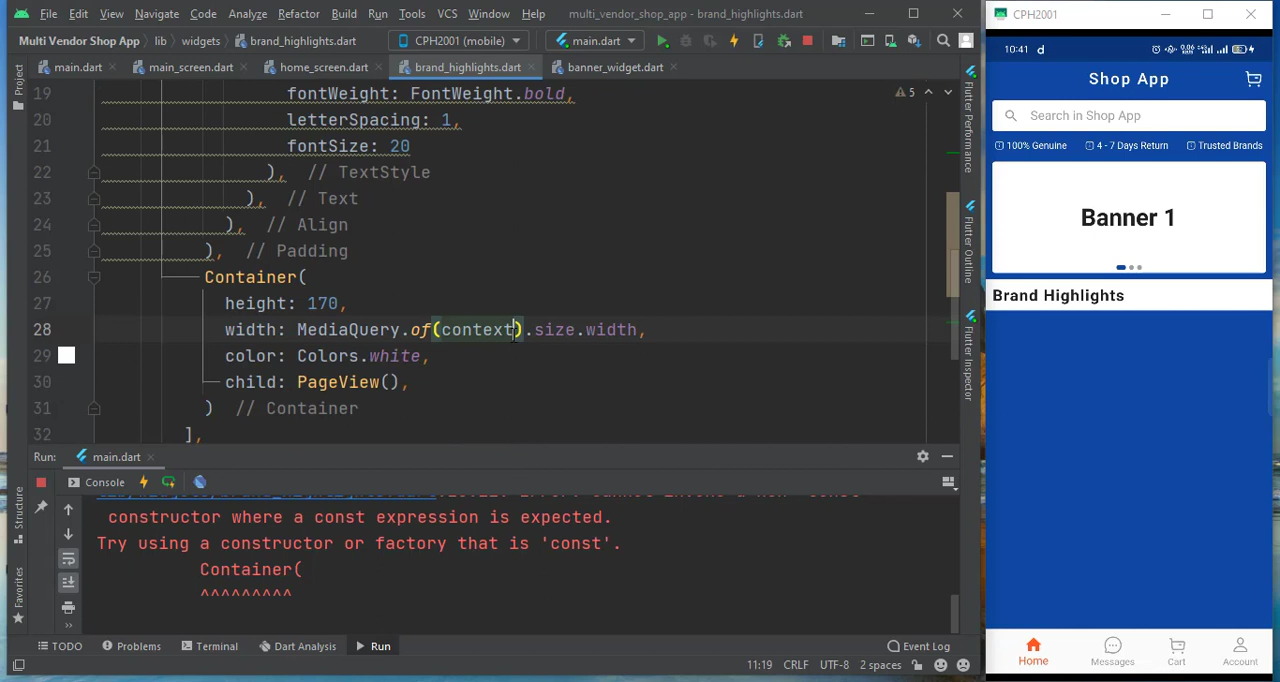 File Edit View Navigate Code Analyze Refactor Build Run Tools VCS Window Help multi_vendor_shop_app - brand_highlights.dart
Multi Vendor Shop App lib widgets brand_highlights.dart CPH2001 (mobile) main.dart
main.dart main_screen.dart home_screen.dart brand_highlights.dart banner_widget.dart
Project
19 fontWeight: FontWeight.bold,
5
20 letterSpacing: 1,
21 fontSize: 20
22 ), // TextStyle
23 ), // Text
24 ), // Align
25 ), // Padding
26 Container(
27 height: 170,
28 width: MediaQuery.of(context).size.width,
29 color: Colors.white,
30 child: PageView(),
31 ) // Container
32 ],
Flutter Performance
Flutter Outline
Flutter Inspector
Run: main.dart
Console
constructor where a const expression is expected.
Try using a constructor or factory that is 'const'.
Container(
^^^^^^^^^
Structure
Favorites
TODO Problems Terminal Dart Analysis Run Event Log
11:19 CRLF UTF-8 2 spaces
CPH2001
10:41 d
Shop App
Search in Shop App
100% Genuine 4 - 7 Days Return Trusted Brands
Banner 1
Brand Highlights
Home Messages Cart Account